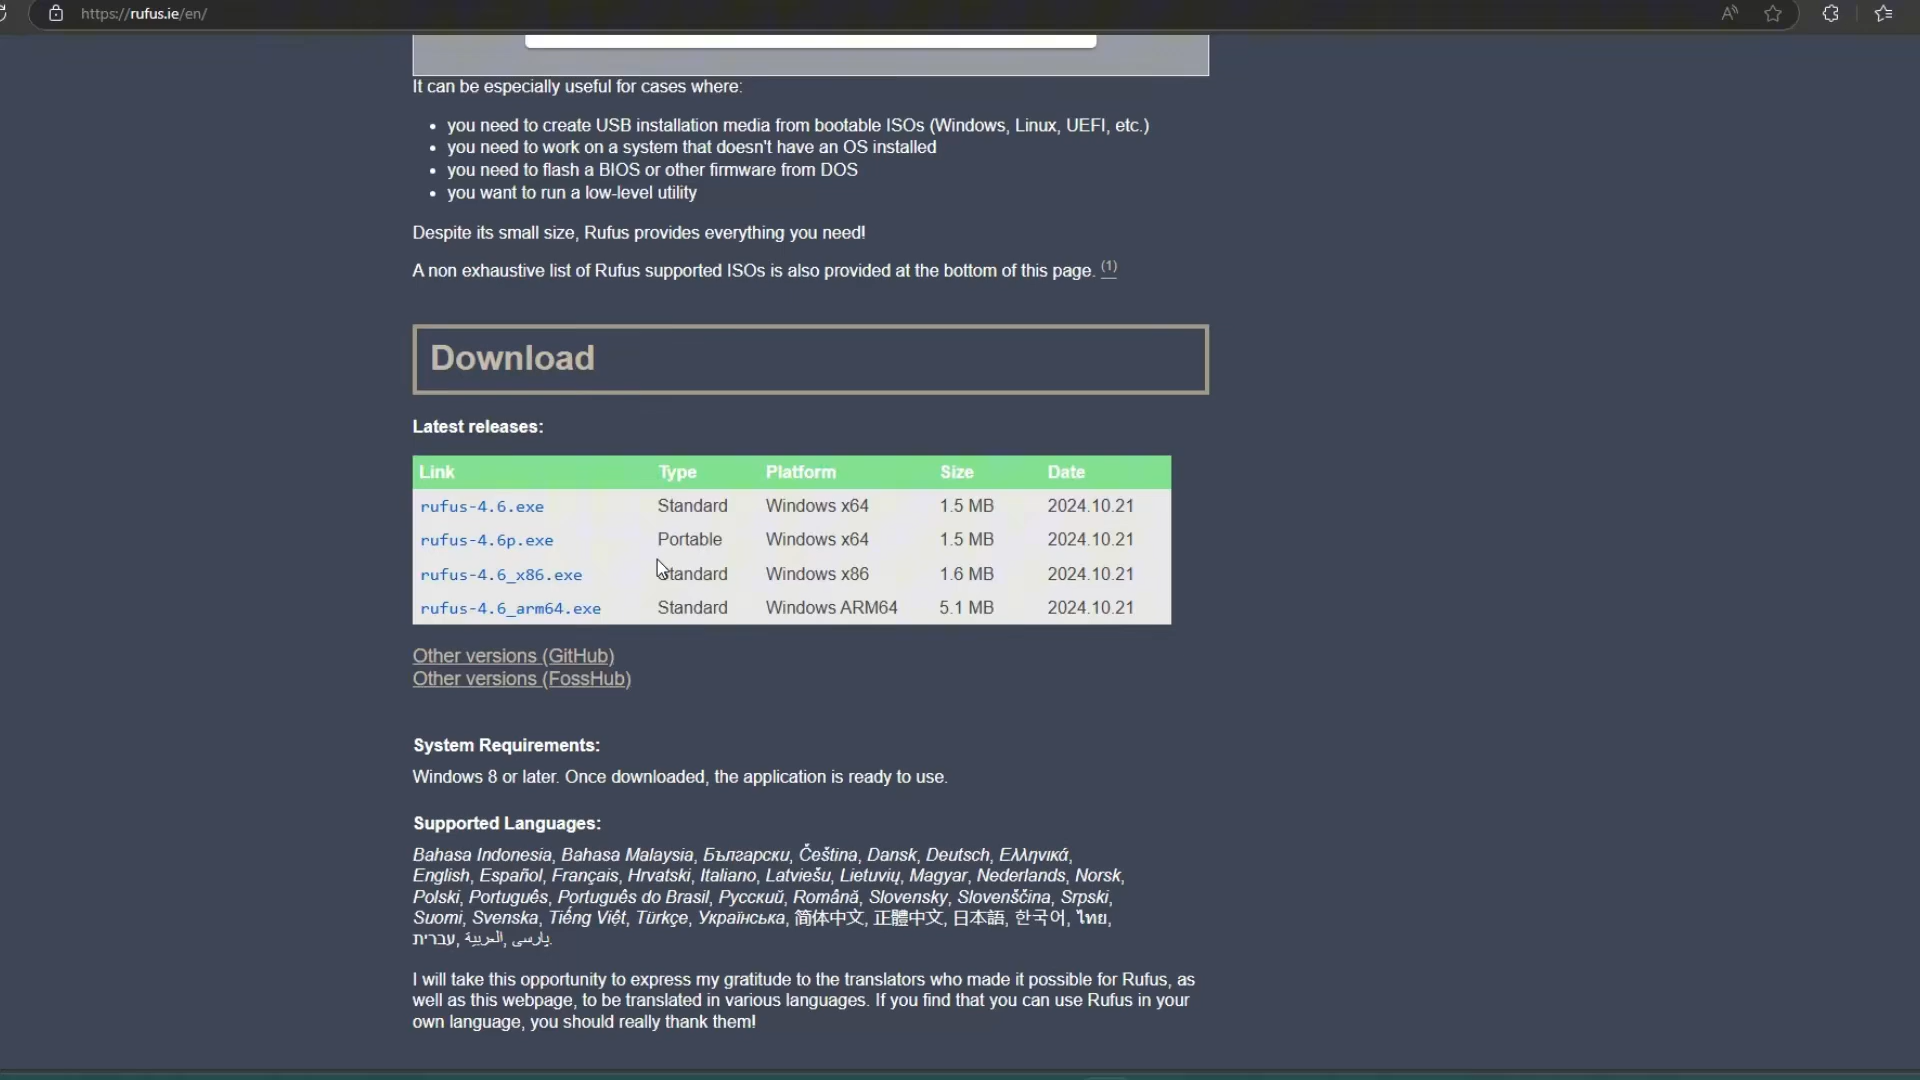 https://rufus.ie/en/
It can be especially useful for cases where:
• you need to create USB installation media from bootable ISOs (Windows, Linux, UEFI, etc.)
• you need to work on a system that doesn't have an OS installed
• you need to flash a BIOS or other firmware from DOS
• you want to run a low-level utility
Despite its small size, Rufus provides everything you need!
A non exhaustive list of Rufus supported ISOs is also provided at the bottom of this page. (1)
Download
Latest releases:
Link Type Platform Size Date
rufus-4.6.exe Standard Windows x64 1.5 MB 2024.10.21
rufus-4.6p.exe Portable Windows x64 1.5 MB 2024.10.21
rufus-4.6_x86.exe Standard Windows x86 1.6 MB 2024.10.21
rufus-4.6_arm64.exe Standard Windows ARM64 5.1 MB 2024.10.21
Other versions (GitHub)
Other versions (FossHub)
System Requirements:
Windows 8 or later. Once downloaded, the application is ready to use.
Supported Languages:
Bahasa Indonesia, Bahasa Malaysia, Български, Čeština, Dansk, Deutsch, Ελληνικά,
English, Español, Français, Hrvatski, Italiano, Latviešu, Lietuvių, Magyar, Nederlands, Norsk,
Polski, Português, Português do Brasil, Русский, Română, Slovensky, Slovenščina, Srpski,
Suomi, Svenska, Tiếng Việt, Türkçe, Українська, 简体中文, 正體中文, 日本語, 한국어, ไทย,
עברית, العربية, پارسی.
I will take this opportunity to express my gratitude to the translators who made it possible for Rufus, as
well as this webpage, to be translated in various languages. If you find that you can use Rufus in your
own language, you should really thank them!